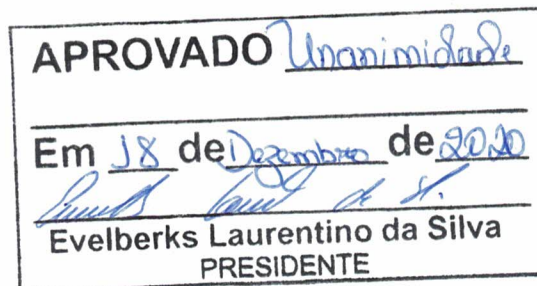 APROVADO Unanimidade
Em 18 de Dezembro de 2020
Evelberks Laurentino da Silva
PRESIDENTE